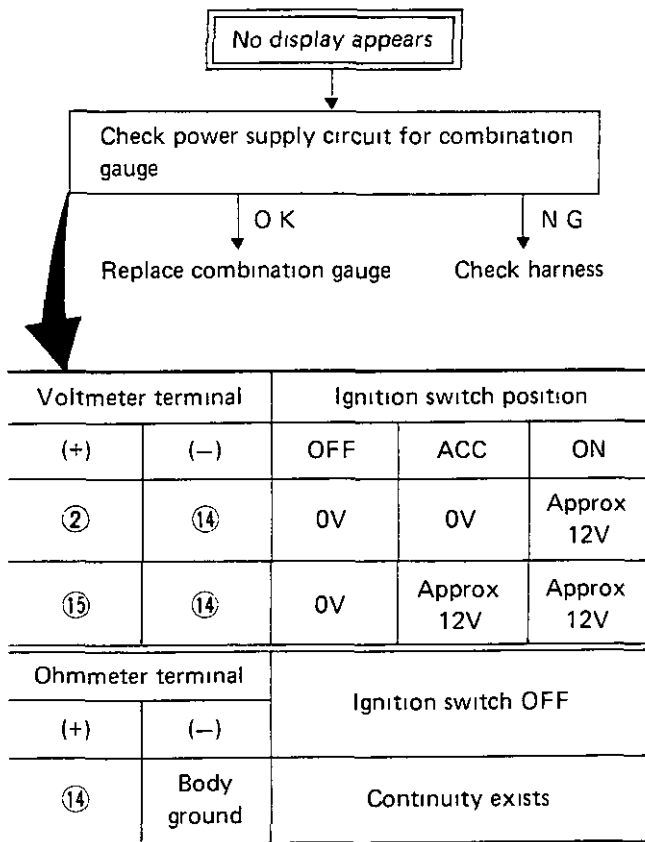 No display appears
Check power supply circuit for combination
gauge
O K
N G
Replace combination gauge
Check harness
Voltmeter terminal
Ignition switch position
(+) (−) OFF ACC ON
② ⑭ 0V 0V Approx
12V
⑮ ⑭ 0V Approx
12V Approx
12V
Ohmmeter terminal
Ignition switch OFF
(+) (−)
⑭ Body
ground Continuity exists